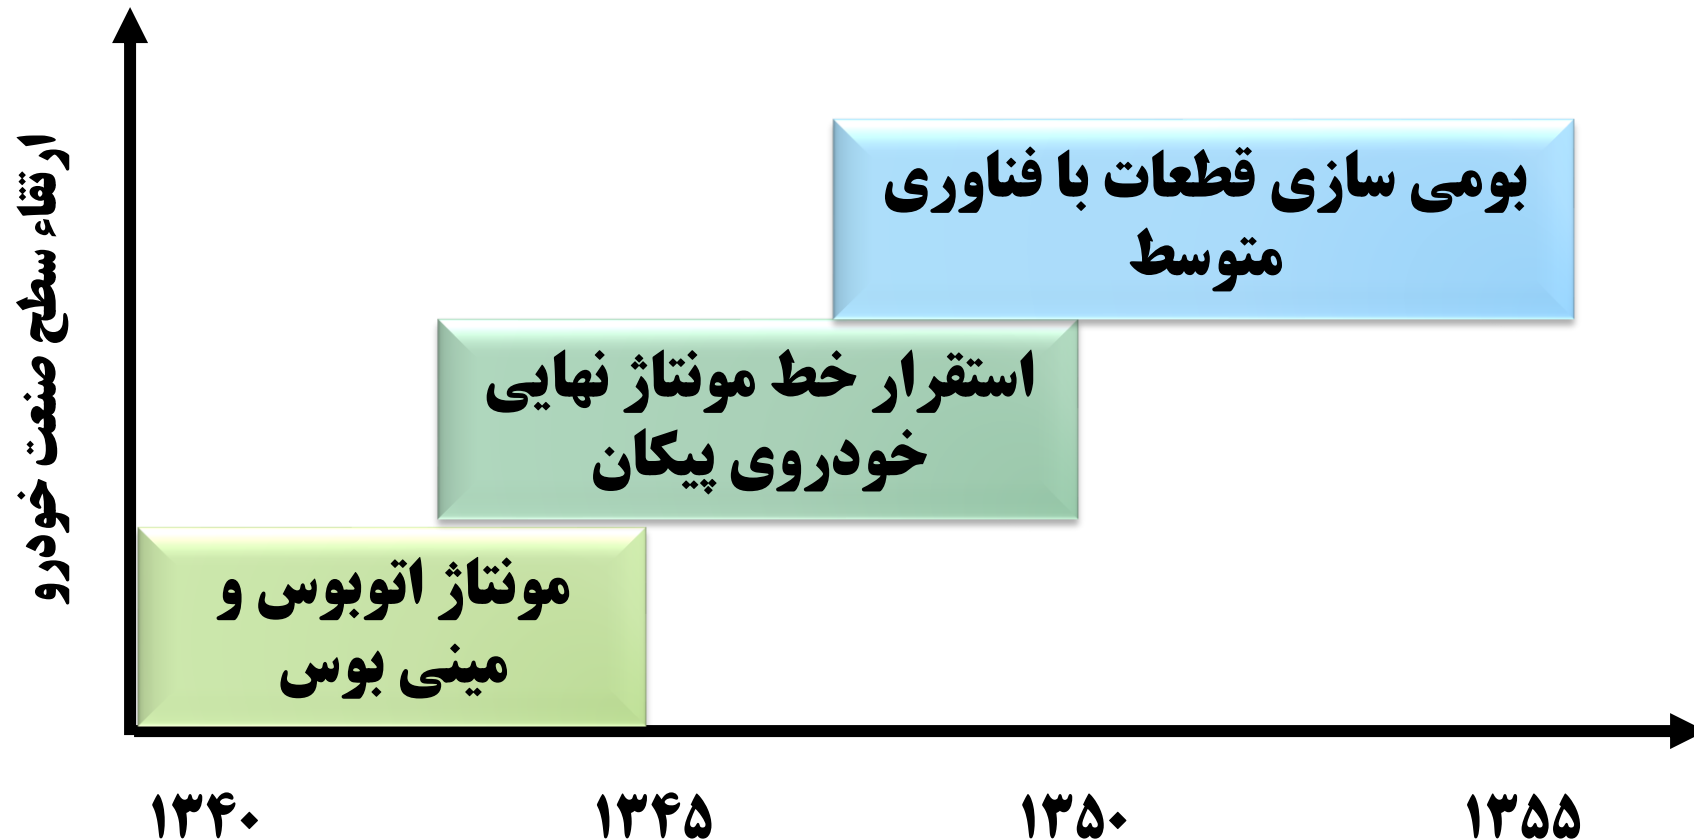 ارتقاء سطح صنعت خودرو
بومی سازی قطعات با فناوری
متوسط
استقرار خط مونتاژ نهایی
خودروی پیکان
مونتاژ اتوبوس و
مینی بوس
۱۳۴۰
۱۳۴۵
۱۳۵۰
۱۳۵۵